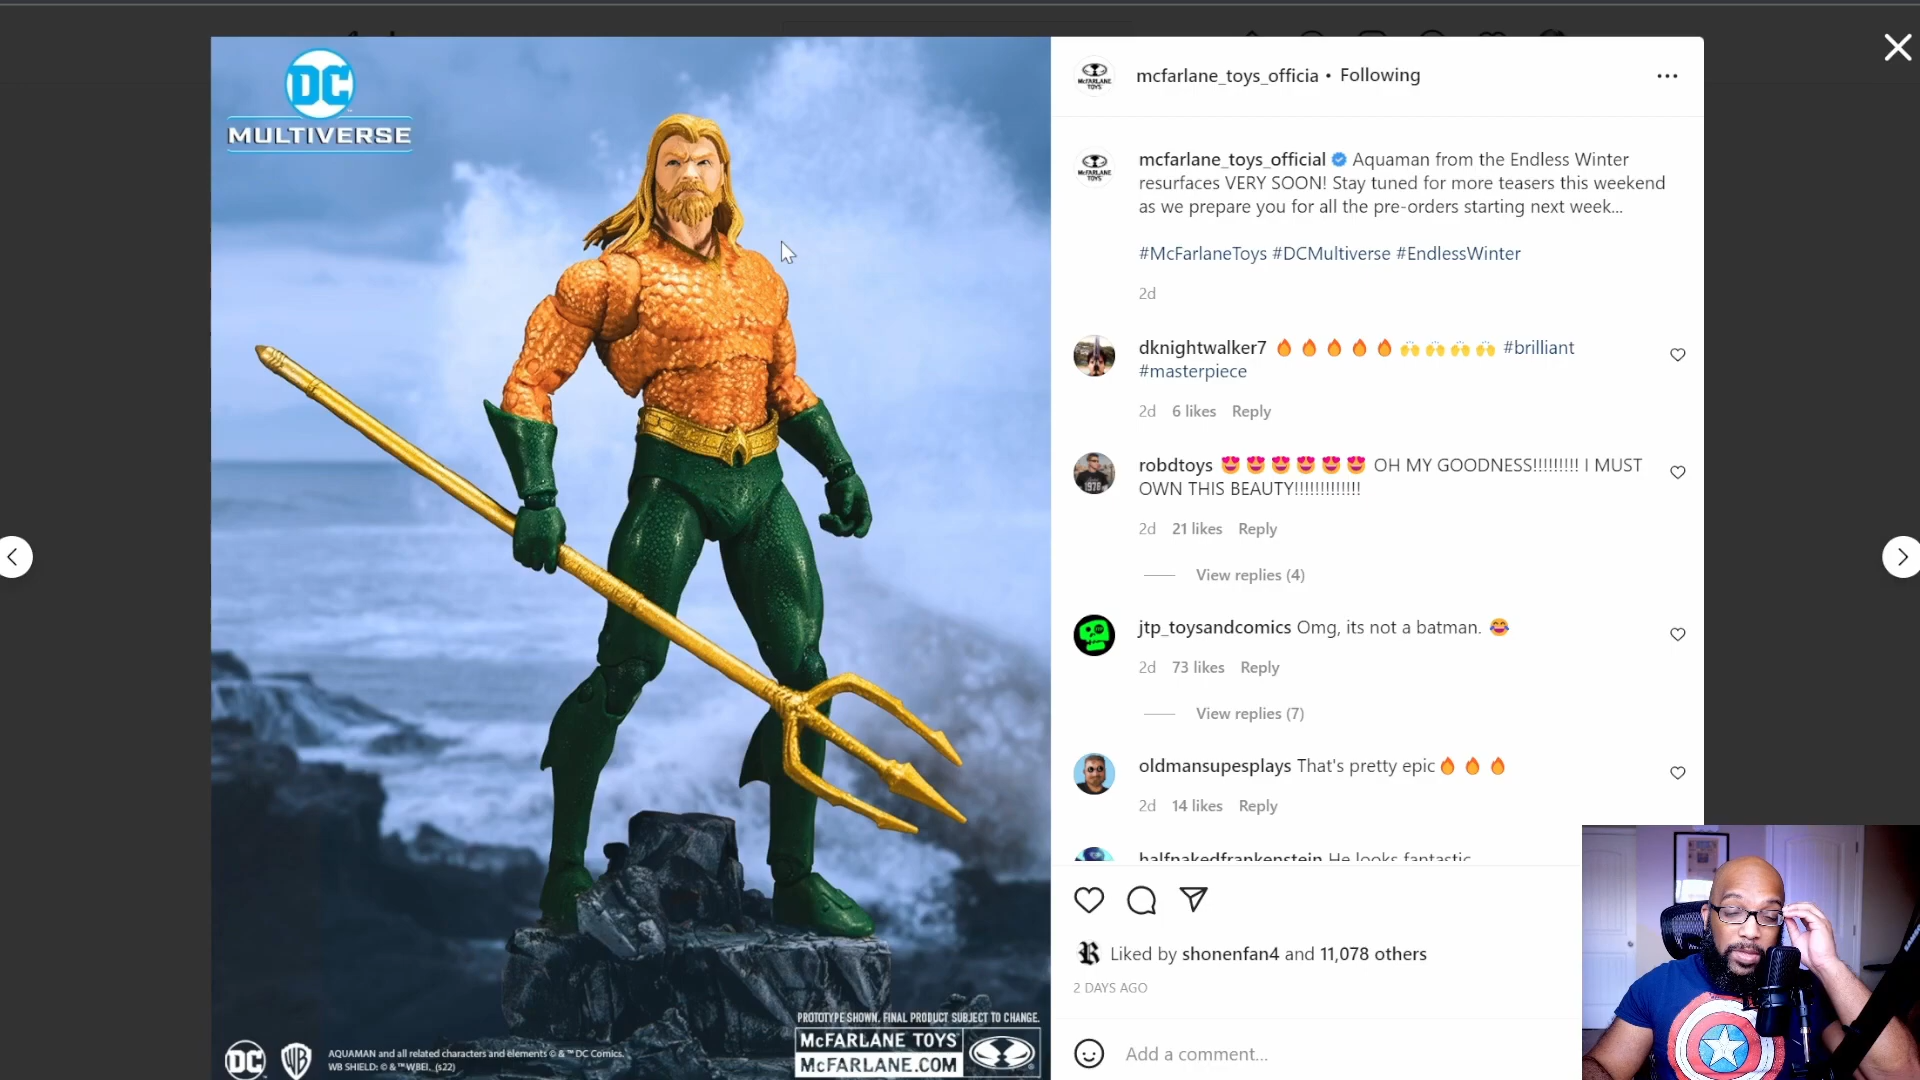 DC
MULTIVERSE
mcfarlane_toys_officia • Following
mcfarlane_toys_official Aquaman from the Endless Winter
resurfaces VERY SOON! Stay tuned for more teasers this weekend
as we prepare you for all the pre-orders starting next week...
#McFarlaneToys #DCMultiverse #EndlessWinter
2d
dknightwalker7 🔥🔥🔥🔥🔥🙌🙌🙌🙌 #brilliant
#masterpiece
2d 6 likes Reply
robdtoys 😍😍😍😍😍😍 OH MY GOODNESS!!!!!!!!! I MUST
OWN THIS BEAUTY!!!!!!!!!!!!!
2d 21 likes Reply
View replies (4)
jtp_toysandcomics Omg, its not a batman. 😂
2d 73 likes Reply
View replies (7)
oldmansupesplays That's pretty epic🔥🔥🔥
2d 14 likes Reply
halfnakedfrankenstein He looks fantastic
Liked by shonenfan4 and 11,078 others
2 DAYS AGO
Add a comment...
PROTOTYPE SHOWN. FINAL PRODUCT SUBJECT TO CHANGE.
McFARLANE TOYS
McFARLANE.COM
DC
WB
AQUAMAN and all related characters and elements © & ™ DC Comics.
WB SHIELD: © & ™ WBEI. (s22)